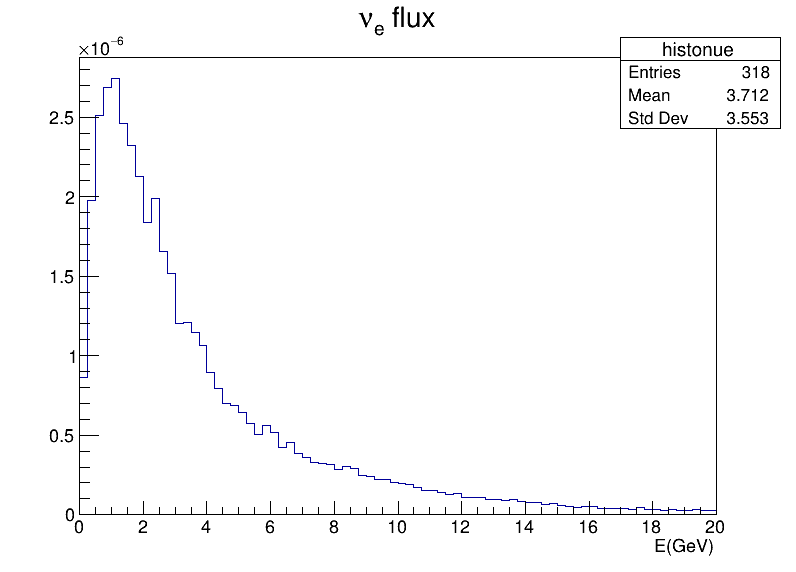 νe flux
×10−6
histonue
Entries 318
Mean 3.712
Std Dev 3.553
2.5
2
1.5
1
0.5
0
0 2 4 6 8 10 12 14 16 18 20
E(GeV)